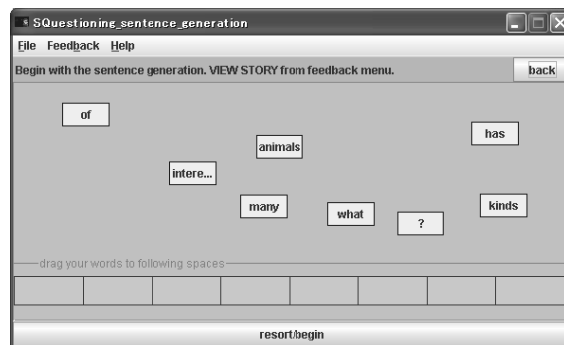 SQuestioning_sentence_generation
File Feedback Help
Begin with the sentence generation. VIEW STORY from feedback menu.
back
of
has
animals
intere...
many
what
?
kinds
drag your words to following spaces
resort/begin